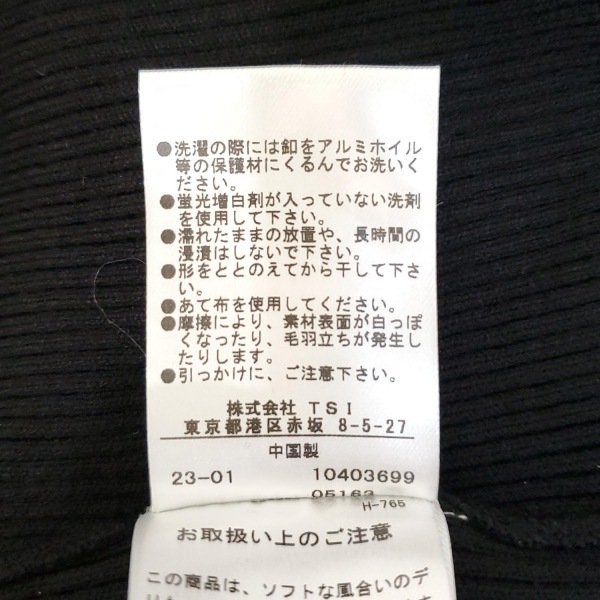 ●洗濯の際には釦をアルミホイル
等の保護材にくるんでお洗いく
ださい。
●蛍光増白剤が入っていない洗剤
を使用して下さい。
●濡れたままの放置や、長時間の
浸漬はしないで下さい。
●形をととのえてから干して下さ
い。
●あて布を使用してください。
●摩擦により、素材表面が白っぽ
くなったり、毛羽立ちが発生し
たりします。
●引っかけに、ご注意下さい。
株式会社 TSI
東京都港区赤坂 8-5-27
中国製
23-01 10403699
05163
H-765
お取扱い上のご注意
この商品は、ソフトな風合いのデ